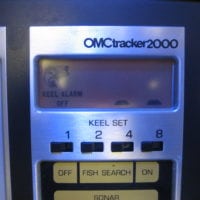 OMCtracker2000
KEEL ALARM
OFF
KEEL SET
1 2 4 8
OFF FISH SEARCH ON
SONAR